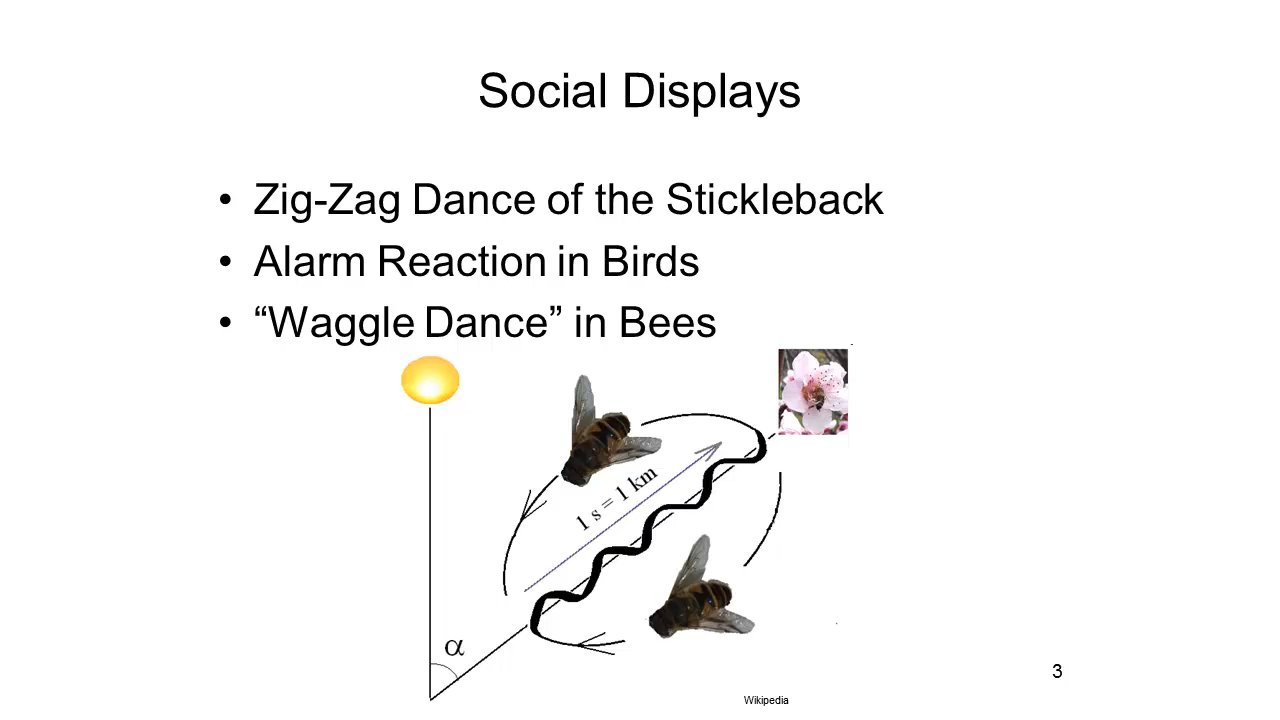 Social Displays
• Zig-Zag Dance of the Stickleback
• Alarm Reaction in Birds
• “Waggle Dance” in Bees
1 s = 1 km
α
3
Wikipedia